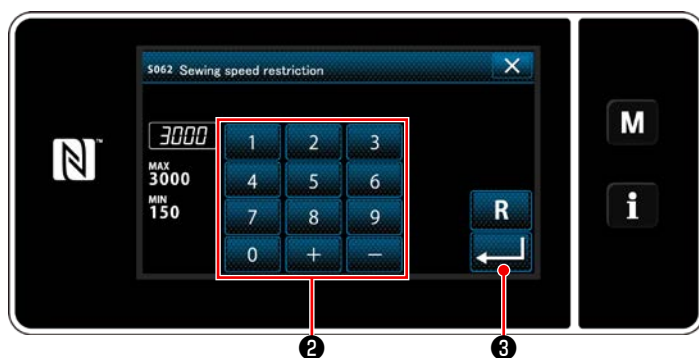 S062 Sewing speed restriction
X
3000
MAX
3000
MIN
150
1 2 3
4 5 6
7 8 9
0 + −
R
N™
M
i
❷ ❸